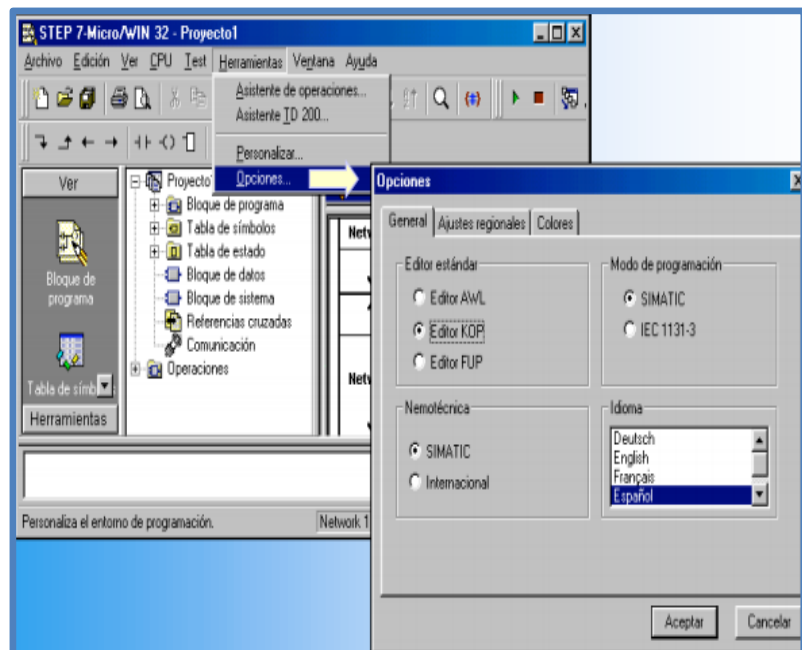 STEP 7-Micro/WIN 32 - Proyecto1
Archivo Edición Ver CPU Test Herramientas Ventana Ayuda
Asistente de operaciones...
Asistente TD 200...
Personalizar...
Opciones...
Ver
Bloque de programa
Tabla de símb
Herramientas
Proyecto
Bloque de programa
Tabla de símbolos
Tabla de estado
Bloque de datos
Bloque de sistema
Referencias cruzadas
Comunicación
Operaciones
Netw
Netw
Personaliza el entorno de programación.
Network 1
Opciones
General Ajustes regionales Colores
Editor estándar
Editor AWL
Editor KOP
Editor FUP
Modo de programación
SIMATIC
IEC 1131-3
Nemotécnica
SIMATIC
Internacional
Idioma
Deutsch
English
Français
Español
Aceptar Cancelar